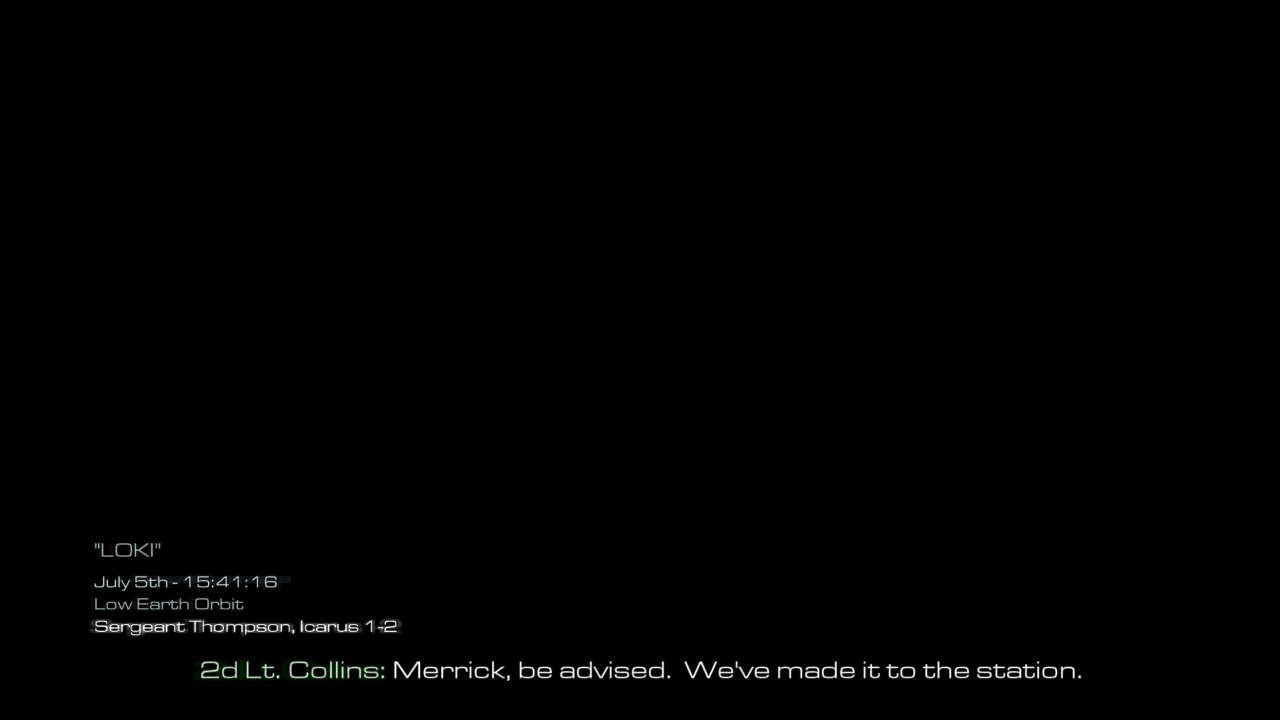 "LOKI"
July 5th - 15:41:16
Low Earth Orbit
Sergeant Thompson, Icarus 1-2
2d Lt. Collins: Merrick, be advised.  We've made it to the station.